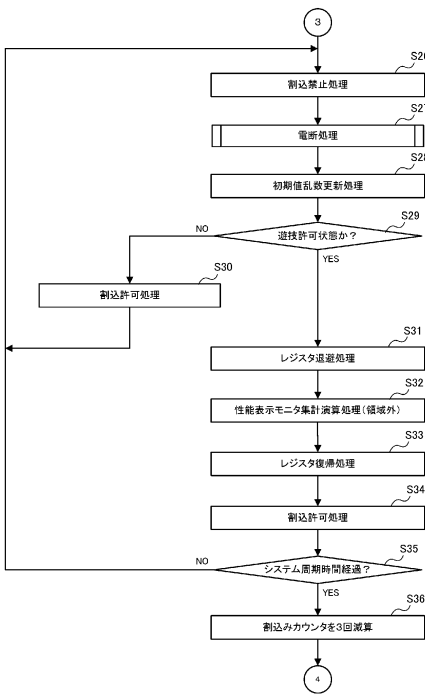 3
S26
割込禁止処理
S27
電断処理
S28
初期値乱数更新処理
S29
遊技許可状態か？
NO
YES
S30
割込許可処理
S31
レジスタ退避処理
S32
性能表示モニタ集計演算処理(領域外)
S33
レジスタ復帰処理
S34
割込許可処理
S35
システム周期時間経過？
NO
YES
S36
割込みカウンタを3回減算
4